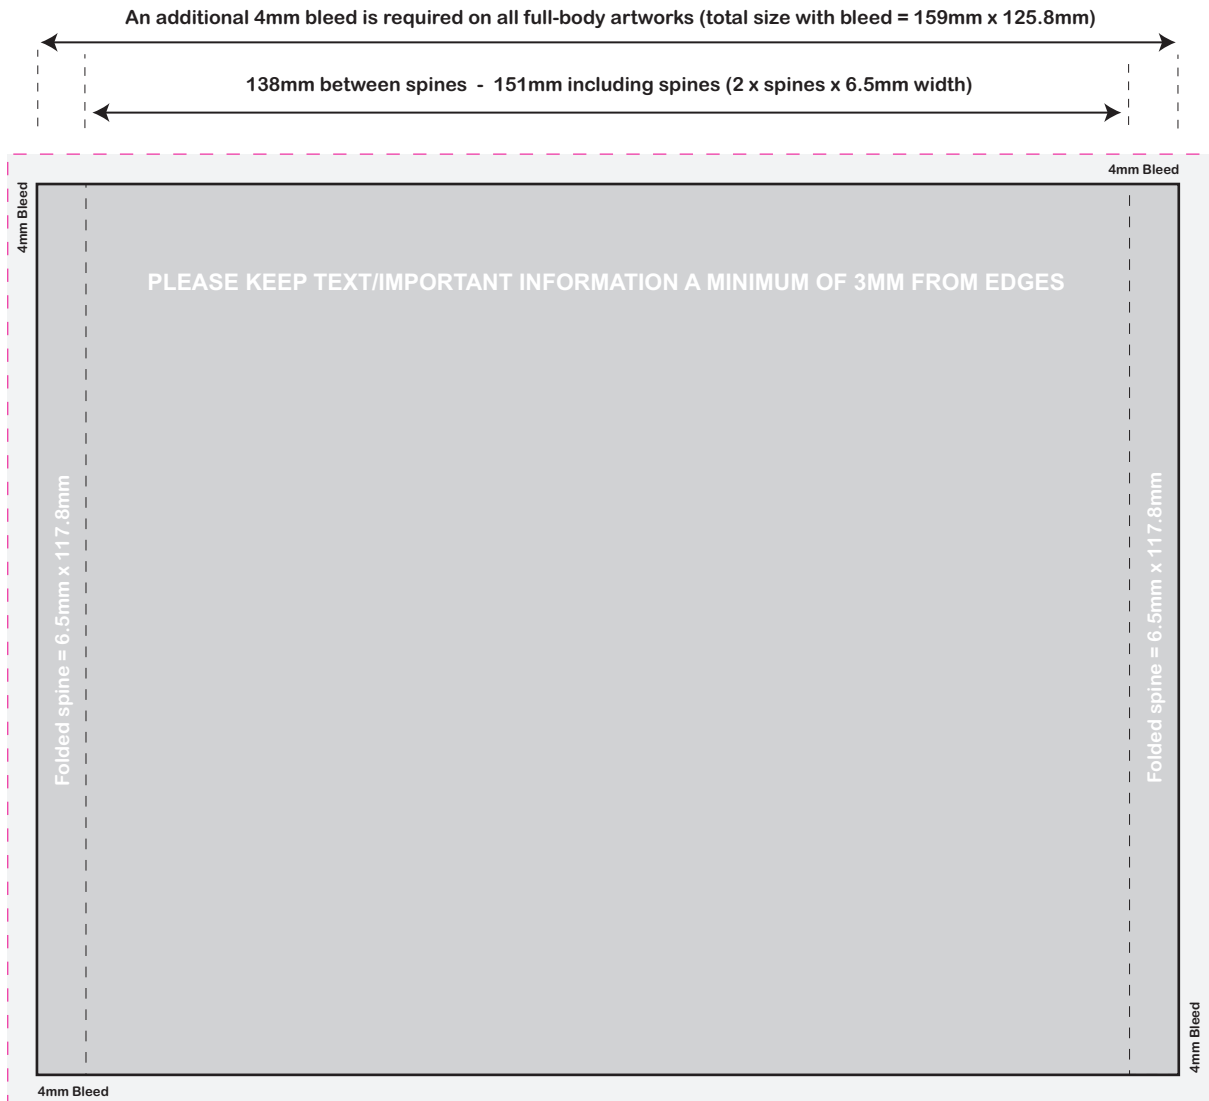 An additional 4mm bleed is required on all full-body artworks (total size with bleed = 159mm x 125.8mm)
138mm between spines - 151mm including spines (2 x spines x 6.5mm width)
4mm Bleed
4mm Bleed
PLEASE KEEP TEXT/IMPORTANT INFORMATION A MINIMUM OF 3MM FROM EDGES
Folded spine = 6.5mm x 117.8mm
Folded spine = 6.5mm x 117.8mm
4mm Bleed
4mm Bleed